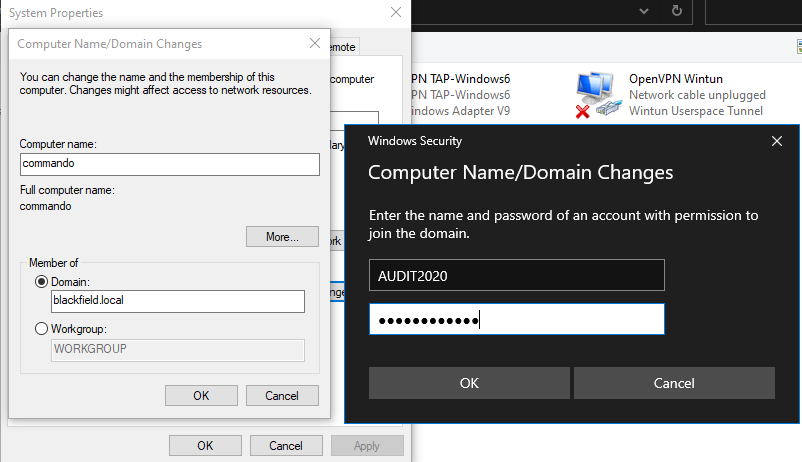 System Properties
Computer Name/Domain Changes
emote
You can change the name and the membership of this
computer. Changes might affect access to network resources.
computer
Computer name:
commando
Full computer name:
commando
More...
Member of
Domain:
blackfield.local
Workgroup:
WORKGROUP
OK
Cancel
OK
Cancel
Apply
PN TAP-Windows6
PN TAP-Windows6
indows Adapter V9
OpenVPN Wintun
Network cable unplugged
Wintun Userspace Tunnel
Windows Security
Computer Name/Domain Changes
Enter the name and password of an account with permission to
join the domain.
AUDIT2020
●●●●●●●●●●●●
OK
Cancel